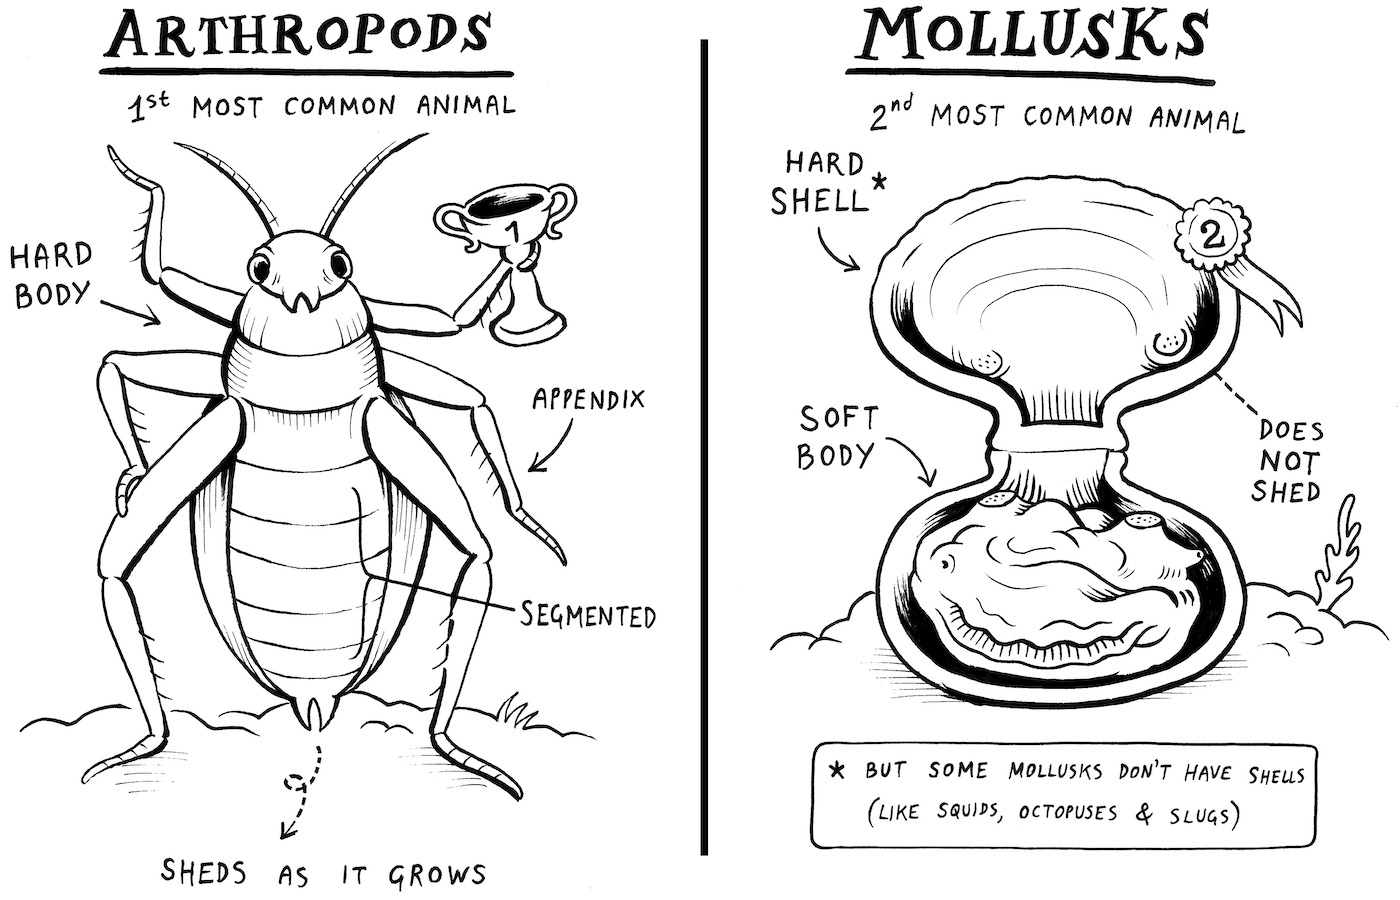 ARTHROPODS
1st MOST COMMON ANIMAL
HARD
BODY
1
APPENDIX
SEGMENTED
SHEDS AS IT GROWS
MOLLUSKS
2nd MOST COMMON ANIMAL
HARD
SHELL*
2
SOFT
BODY
DOES
NOT
SHED
* BUT SOME MOLLUSKS DON'T HAVE SHELLS
(LIKE SQUIDS, OCTOPUSES & SLUGS)